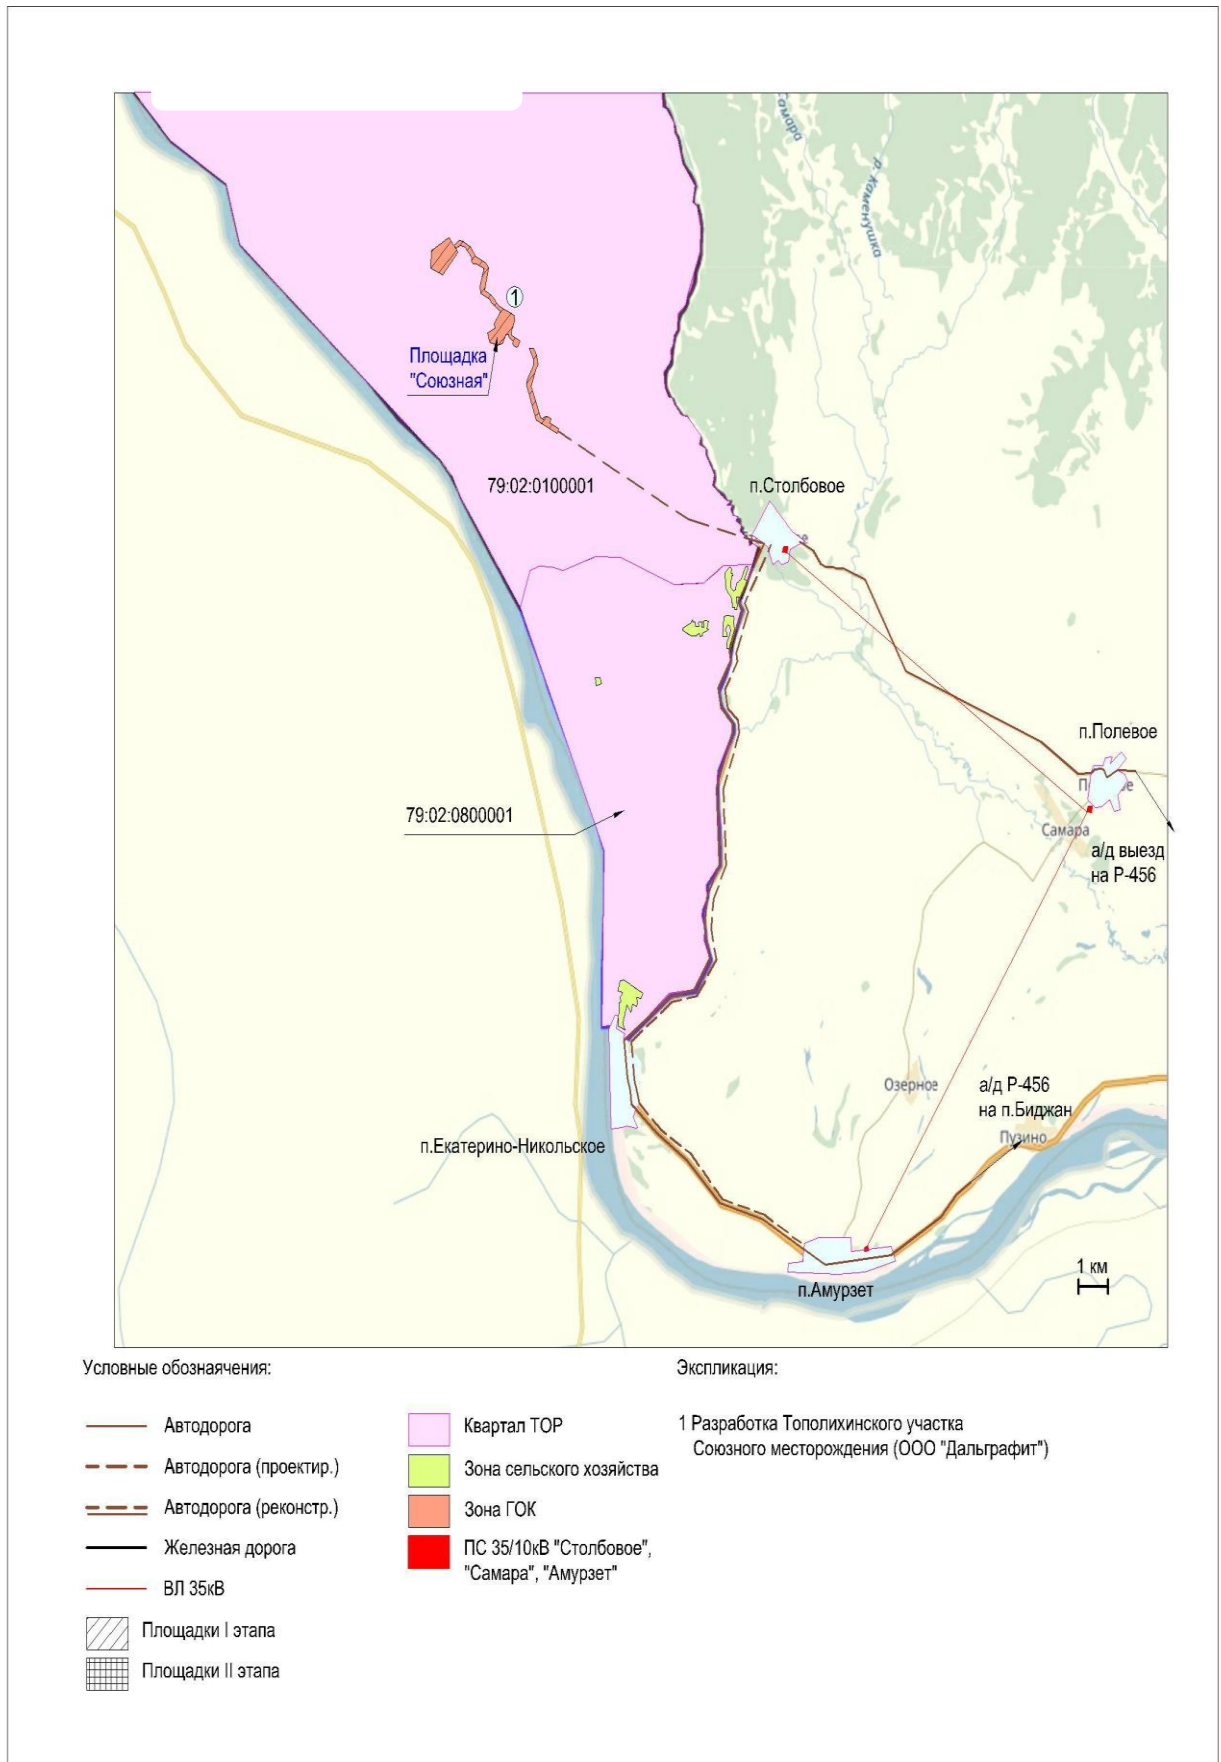 Самара
р. Каменушка
1
Площадка
"Союзная"
79:02:0100001
п.Столбовое
п.Полевое
79:02:0800001
Самара
а/д выезд
на Р-456
Озерное
а/д Р-456
на п.Биджан
Пузино
п.Екатерино-Никольское
п.Амурзет
1 км
Условные обознаячения:
Автодорога
Автодорога (проектир.)
Автодорога (реконстр.)
Железная дорога
ВЛ 35кВ
Площадки I этапа
Площадки II этапа
Квартал ТОР
Зона сельского хозяйства
Зона ГОК
ПС 35/10кВ "Столбовое",
"Самара", "Амурзет"
Экспликация:
1 Разработка Тополихинского участка
Союзного месторождения (ООО "Дальграфит")